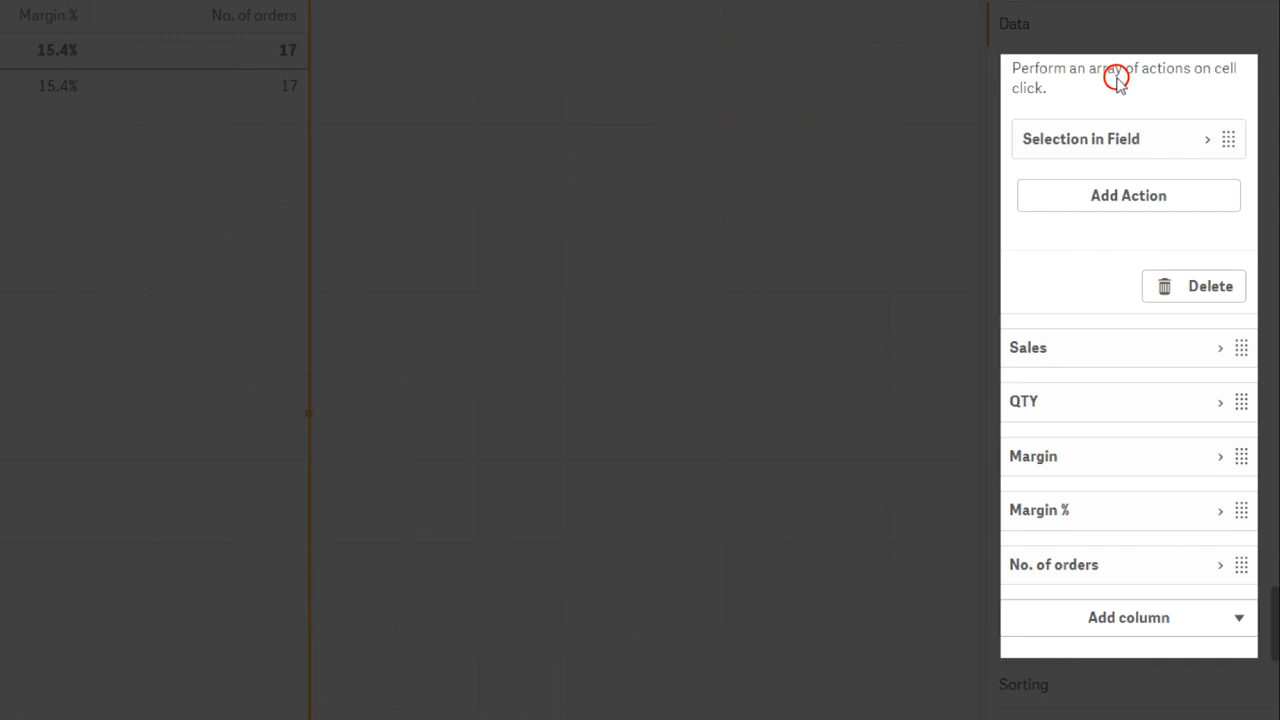 Margin % No. of orders
15.4% 17
15.4% 17
Data
Perform an array of actions on cell
click.
Selection in Field
Add Action
Delete
Sales
QTY
Margin
Margin %
No. of orders
Add column
Sorting